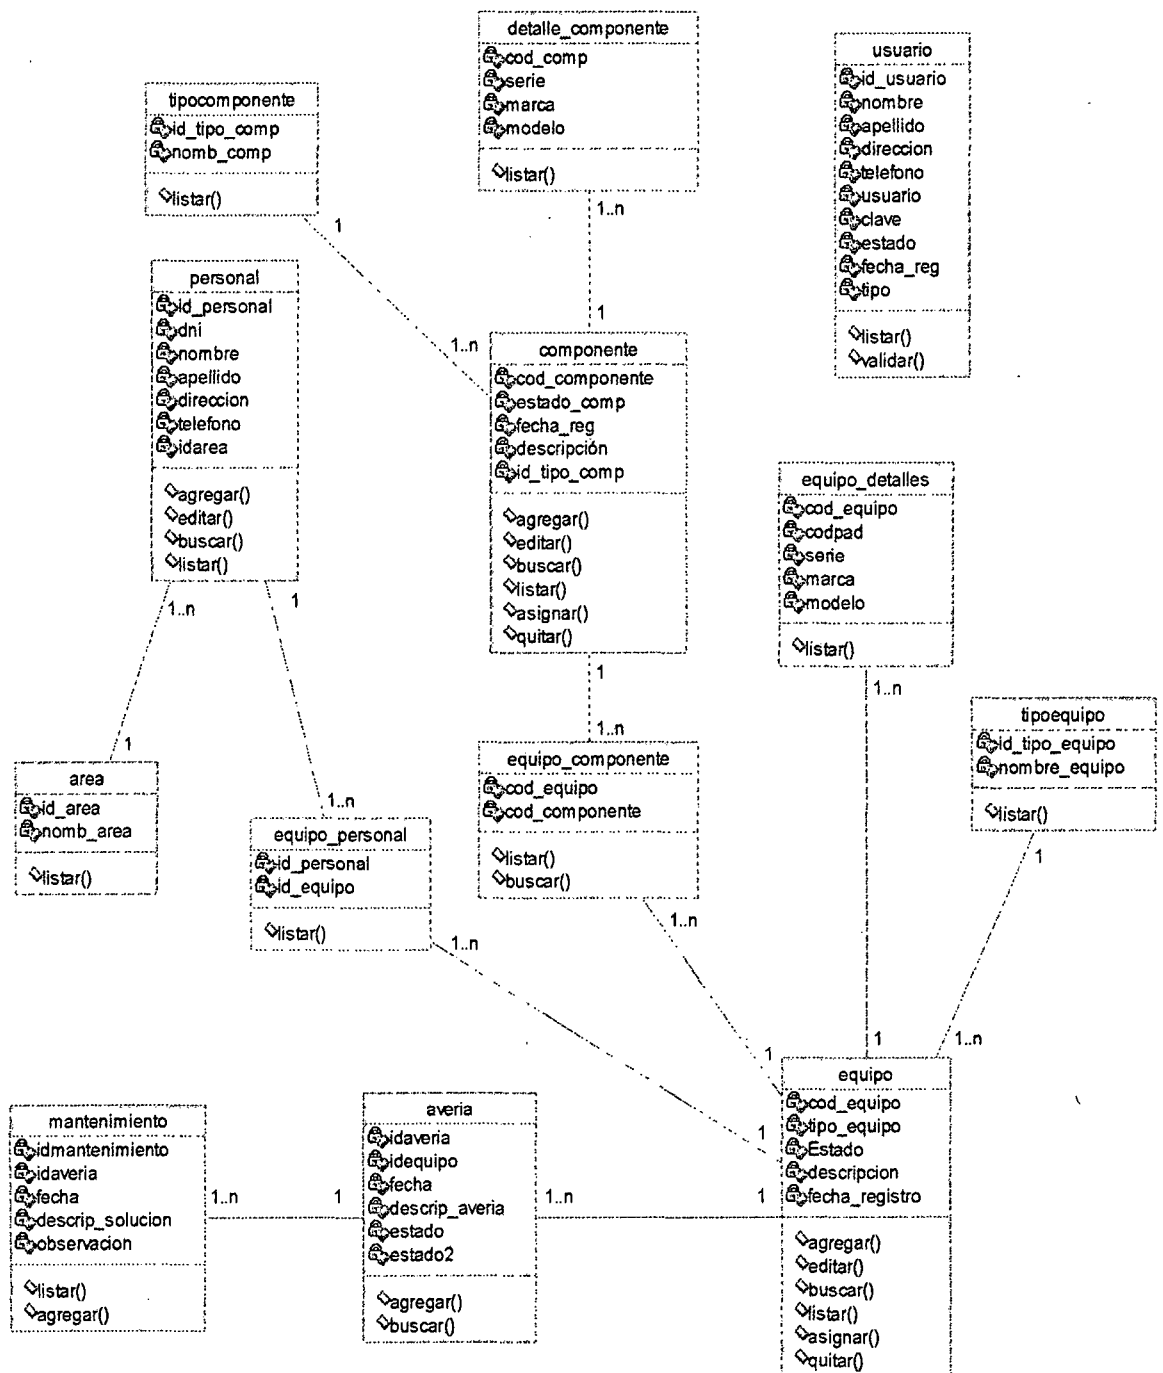 detalle_componente
cod_comp
serie
marca
modelo
listar()
usuario
id_usuario
nombre
apellido
direccion
telefono
usuario
clave
estado
fecha_reg
tipo
listar()
validar()
tipocomponente
id_tipo_comp
nomb_comp
listar()
1
1..n
1..n
1
personal
id_personal
dni
nombre
apellido
direccion
telefono
idarea
agregar()
editar()
buscar()
listar()
componente
cod_componente
estado_comp
fecha_reg
descripción
id_tipo_comp
agregar()
editar()
buscar()
listar()
asignar()
quitar()
equipo_detalles
cod_equipo
codpad
serie
marca
modelo
listar()
1..n
1
1
1..n
1..n
1
1..n
area
id_area
nomb_area
listar()
equipo_personal
id_personal
id_equipo
listar()
equipo_componente
cod_equipo
cod_componente
listar()
buscar()
tipoequipo
id_tipo_equipo
nombre_equipo
listar()
1
1..n
1..n
1
1..n
1
1
equipo
cod_equipo
tipo_equipo
Estado
descripcion
fecha_registro
agregar()
editar()
buscar()
listar()
asignar()
quitar()
mantenimiento
idmantenimiento
idaveria
fecha
descrip_solucion
observacion
listar()
agregar()
1..n
1
averia
idaveria
idequipo
fecha
descrip_averia
estado
estado2
agregar()
buscar()
1..n
1